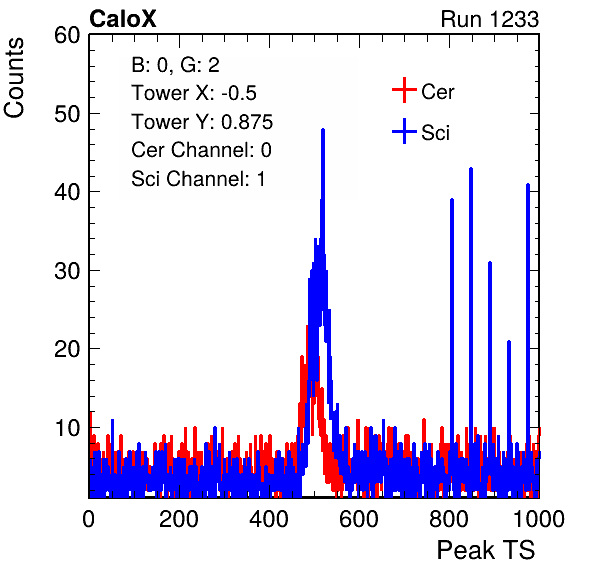 CaloX Run 1233
Counts
60
50
40
30
20
10
B: 0, G: 2
Tower X: -0.5
Tower Y: 0.875
Cer Channel: 0
Sci Channel: 1
Cer
Sci
0 200 400 600 800 1000
Peak TS